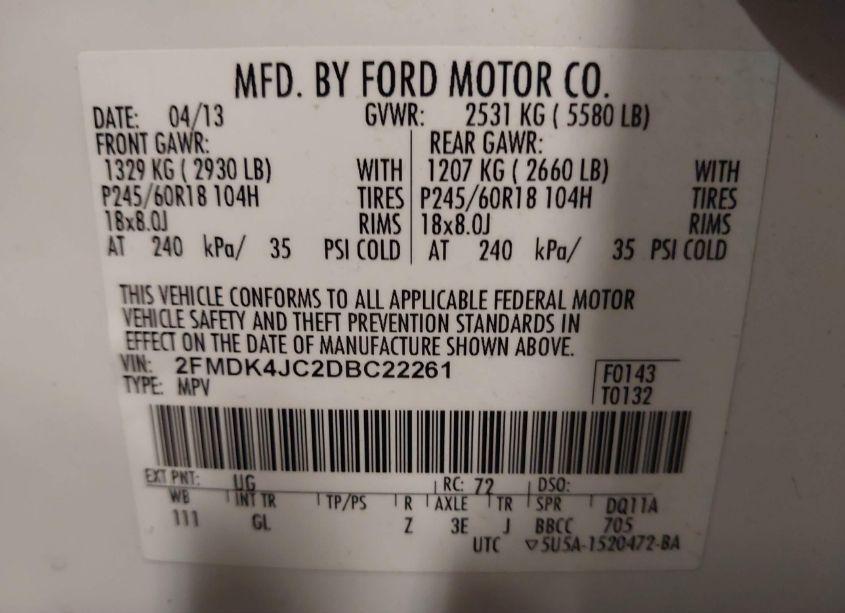 MFD. BY FORD MOTOR CO.
DATE: 04/13 GVWR: 2531 KG ( 5580 LB)
FRONT GAWR: REAR GAWR:
1329 KG ( 2930 LB) WITH 1207 KG ( 2660 LB) WITH
P245/60R18 104H TIRES P245/60R18 104H TIRES
18x8.0J RIMS 18x8.0J RIMS
AT 240 kPa/ 35 PSI COLD AT 240 kPa/ 35 PSI COLD
THIS VEHICLE CONFORMS TO ALL APPLICABLE FEDERAL MOTOR
VEHICLE SAFETY AND THEFT PREVENTION STANDARDS IN
EFFECT ON THE DATE OF MANUFACTURE SHOWN ABOVE.
VIN: 2FMDK4JC2DBC22261 F0143
TYPE: MPV T0132
EXT PNT: UG RC: 72 DSO:
WB INT TR TP/PS R AXLE TR SPR DQ11A
111 GL Z 3E J BBCC 705
UTC ▽5U5A-1520472-BA